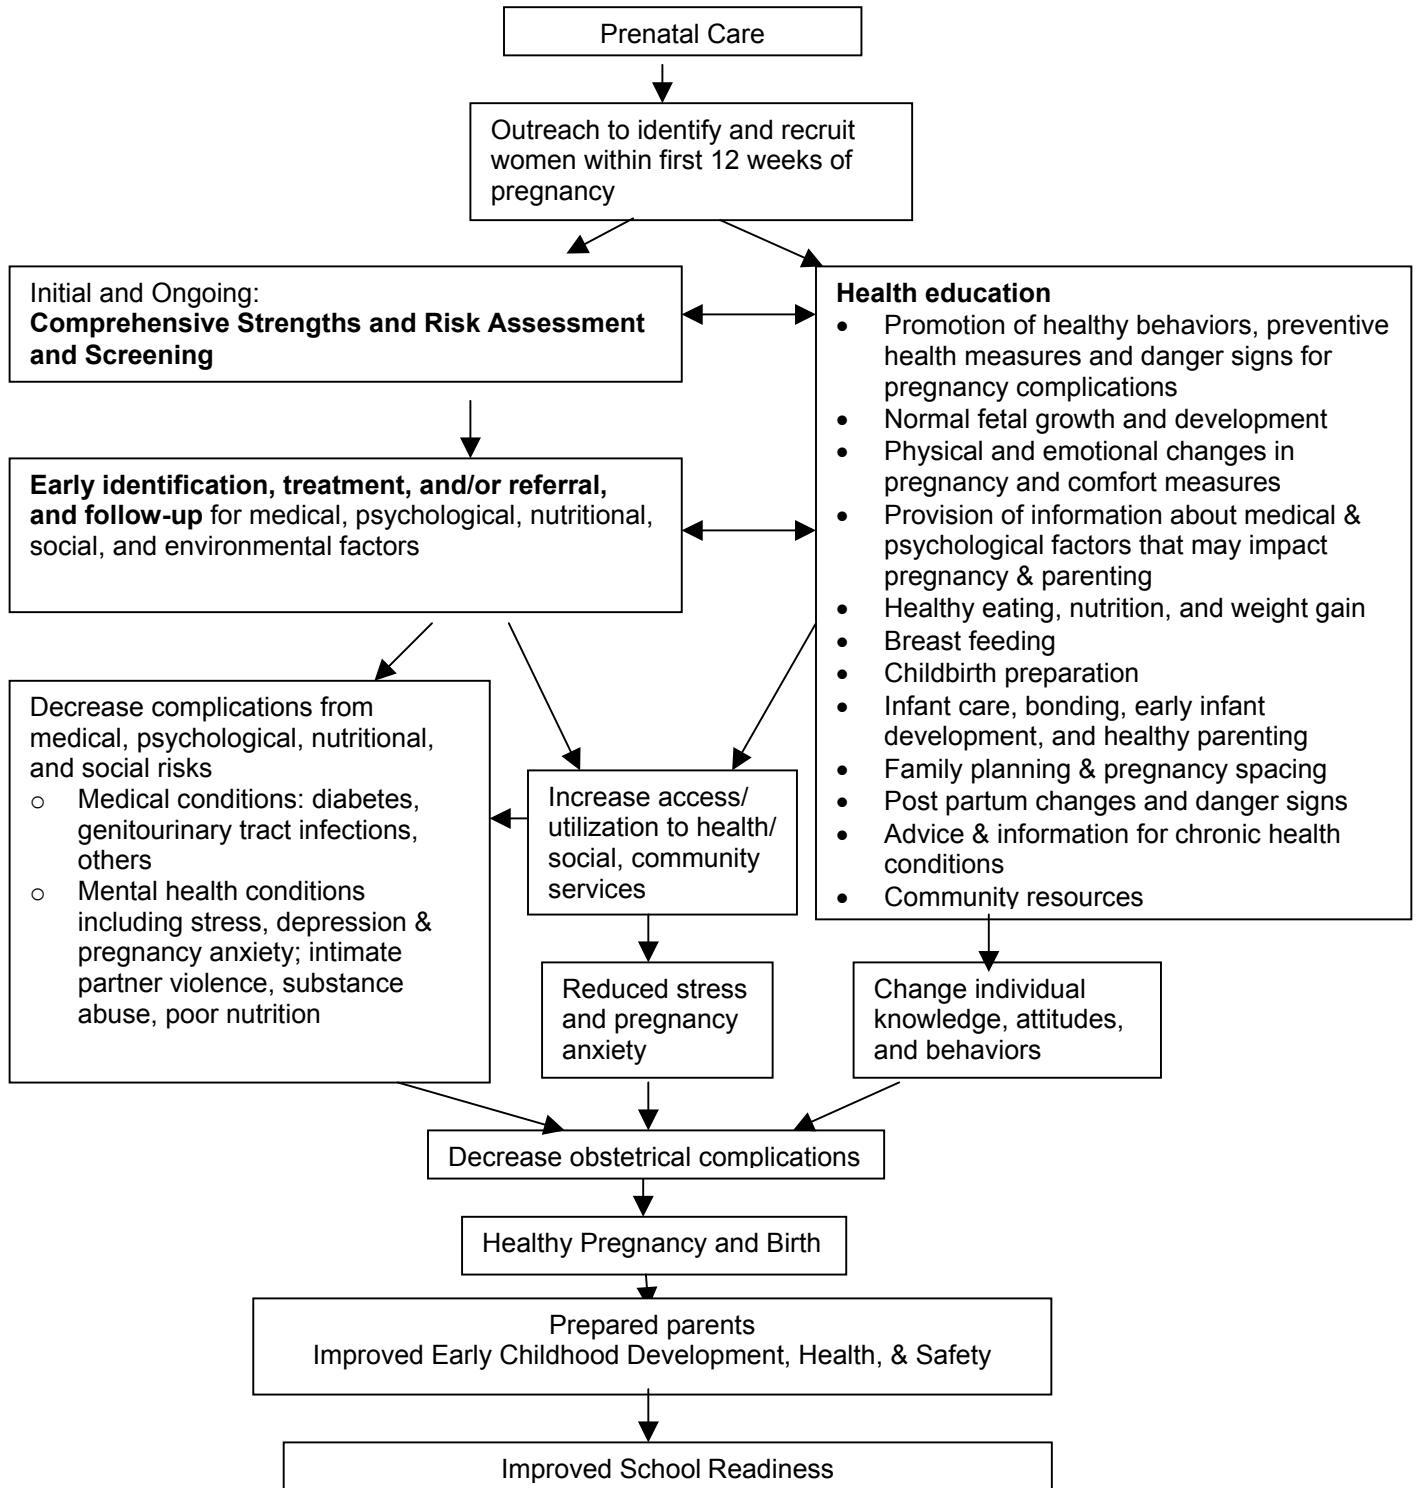 Prenatal Care
Outreach to identify and recruit
women within first 12 weeks of
pregnancy
Initial and Ongoing:
Comprehensive Strengths and Risk Assessment
and Screening
Early identification, treatment, and/or referral,
and follow-up for medical, psychological, nutritional,
social, and environmental factors
Health education
• Promotion of healthy behaviors, preventive
health measures and danger signs for
pregnancy complications
• Normal fetal growth and development
• Physical and emotional changes in
pregnancy and comfort measures
• Provision of information about medical &
psychological factors that may impact
pregnancy & parenting
• Healthy eating, nutrition, and weight gain
• Breast feeding
• Childbirth preparation
• Infant care, bonding, early infant
development, and healthy parenting
• Family planning & pregnancy spacing
• Post partum changes and danger signs
• Advice & information for chronic health
conditions
• Community resources
Decrease complications from
medical, psychological, nutritional,
and social risks
o Medical conditions: diabetes,
genitourinary tract infections,
others
o Mental health conditions
including stress, depression &
pregnancy anxiety; intimate
partner violence, substance
abuse, poor nutrition
Increase access/
utilization to health/
social, community
services
Reduced stress
and pregnancy
anxiety
Change individual
knowledge, attitudes,
and behaviors
Decrease obstetrical complications
Healthy Pregnancy and Birth
Prepared parents
Improved Early Childhood Development, Health, & Safety
Improved School Readiness